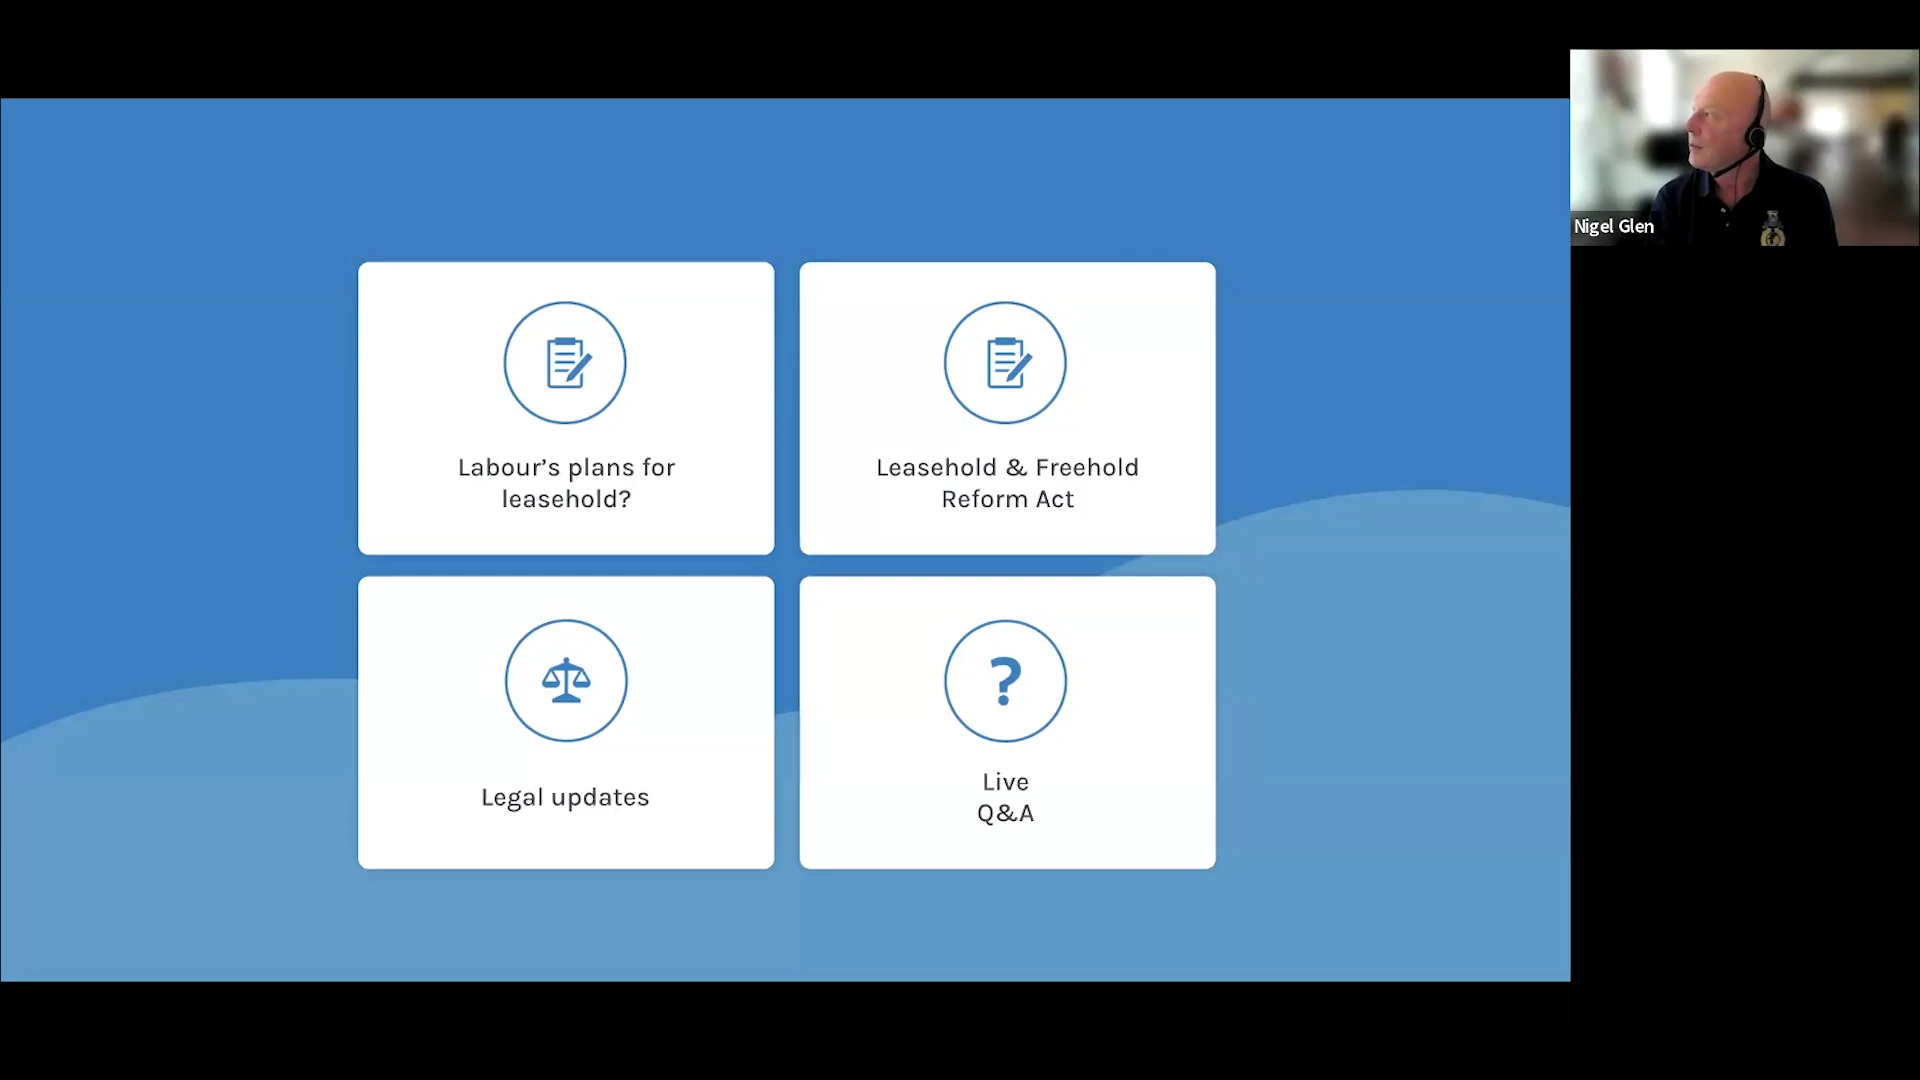 Nigel Glen
Labour's plans for
leasehold?
Leasehold & Freehold
Reform Act
Legal updates
?
Live
Q&A